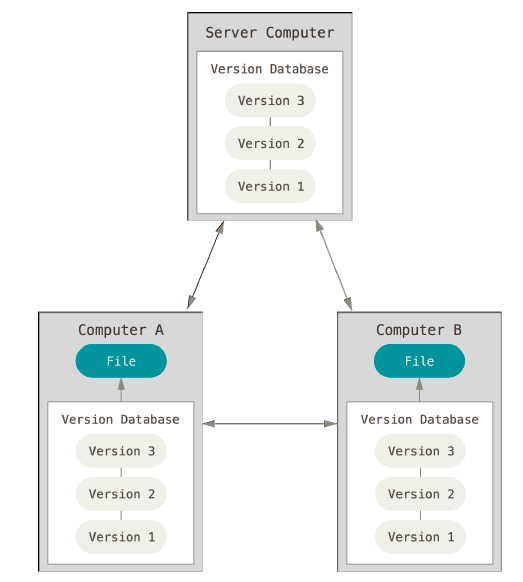 Server Computer
Version Database
Version 3
Version 2
Version 1
Computer A
File
Version Database
Version 3
Version 2
Version 1
Computer B
File
Version Database
Version 3
Version 2
Version 1